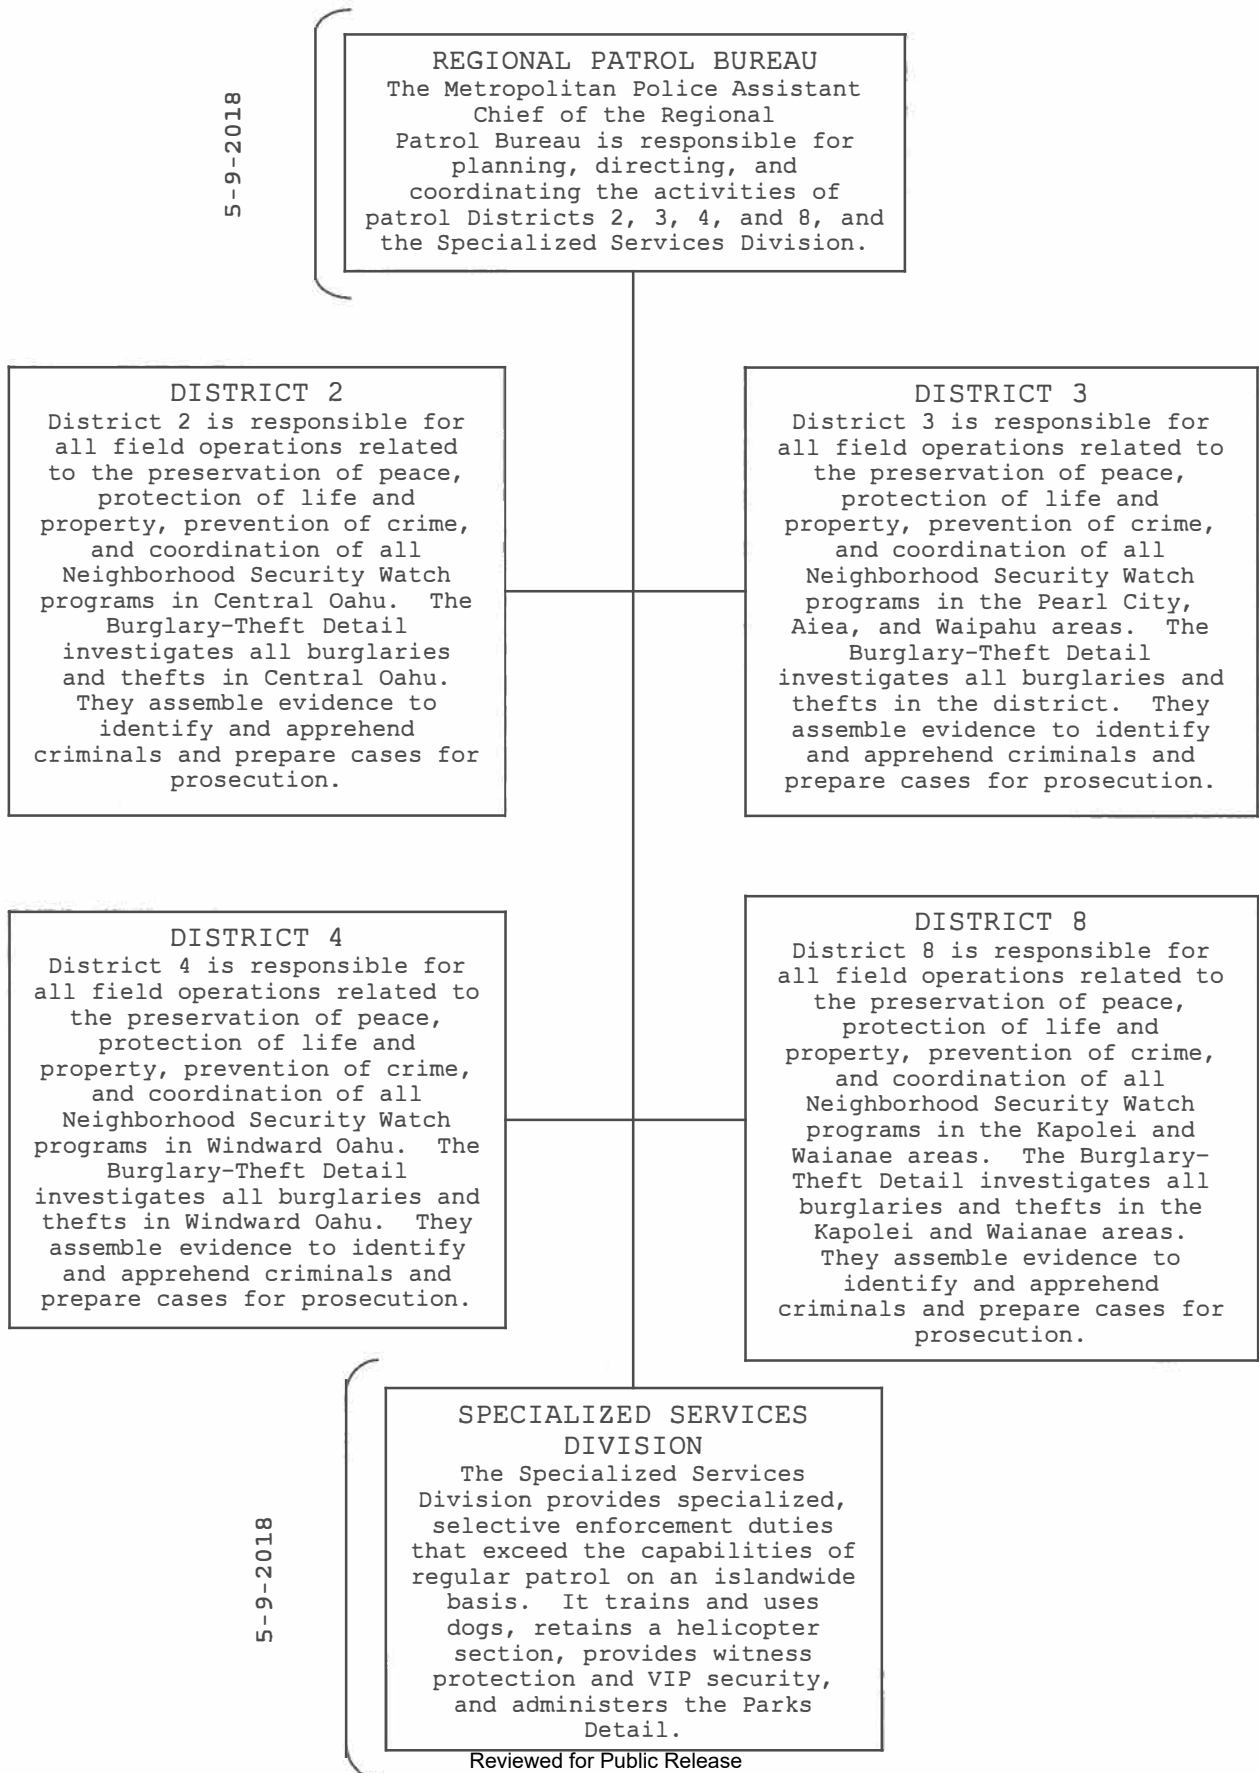 5-9-2018
REGIONAL PATROL BUREAU
The Metropolitan Police Assistant
Chief of the Regional
Patrol Bureau is responsible for
planning, directing, and
coordinating the activities of
patrol Districts 2, 3, 4, and 8, and
the Specialized Services Division.
DISTRICT 2
District 2 is responsible for
all field operations related
to the preservation of peace,
protection of life and
property, prevention of crime,
and coordination of all
Neighborhood Security Watch
programs in Central Oahu.  The
Burglary-Theft Detail
investigates all burglaries
and thefts in Central Oahu.
They assemble evidence to
identify and apprehend
criminals and prepare cases for
prosecution.
DISTRICT 3
District 3 is responsible for
all field operations related to
the preservation of peace,
protection of life and
property, prevention of crime,
and coordination of all
Neighborhood Security Watch
programs in the Pearl City,
Aiea, and Waipahu areas.  The
Burglary-Theft Detail
investigates all burglaries and
thefts in the district.  They
assemble evidence to identify
and apprehend criminals and
prepare cases for prosecution.
DISTRICT 4
District 4 is responsible for
all field operations related to
the preservation of peace,
protection of life and
property, prevention of crime,
and coordination of all
Neighborhood Security Watch
programs in Windward Oahu.  The
Burglary-Theft Detail
investigates all burglaries and
thefts in Windward Oahu.  They
assemble evidence to identify
and apprehend criminals and
prepare cases for prosecution.
DISTRICT 8
District 8 is responsible for
all field operations related to
the preservation of peace,
protection of life and
property, prevention of crime,
and coordination of all
Neighborhood Security Watch
programs in the Kapolei and
Waianae areas.  The Burglary-
Theft Detail investigates all
burglaries and thefts in the
Kapolei and Waianae areas.
They assemble evidence to
identify and apprehend
criminals and prepare cases for
prosecution.
5-9-2018
SPECIALIZED SERVICES
DIVISION
The Specialized Services
Division provides specialized,
selective enforcement duties
that exceed the capabilities of
regular patrol on an islandwide
basis.  It trains and uses
dogs, retains a helicopter
section, provides witness
protection and VIP security,
and administers the Parks
Detail.
Reviewed for Public Release